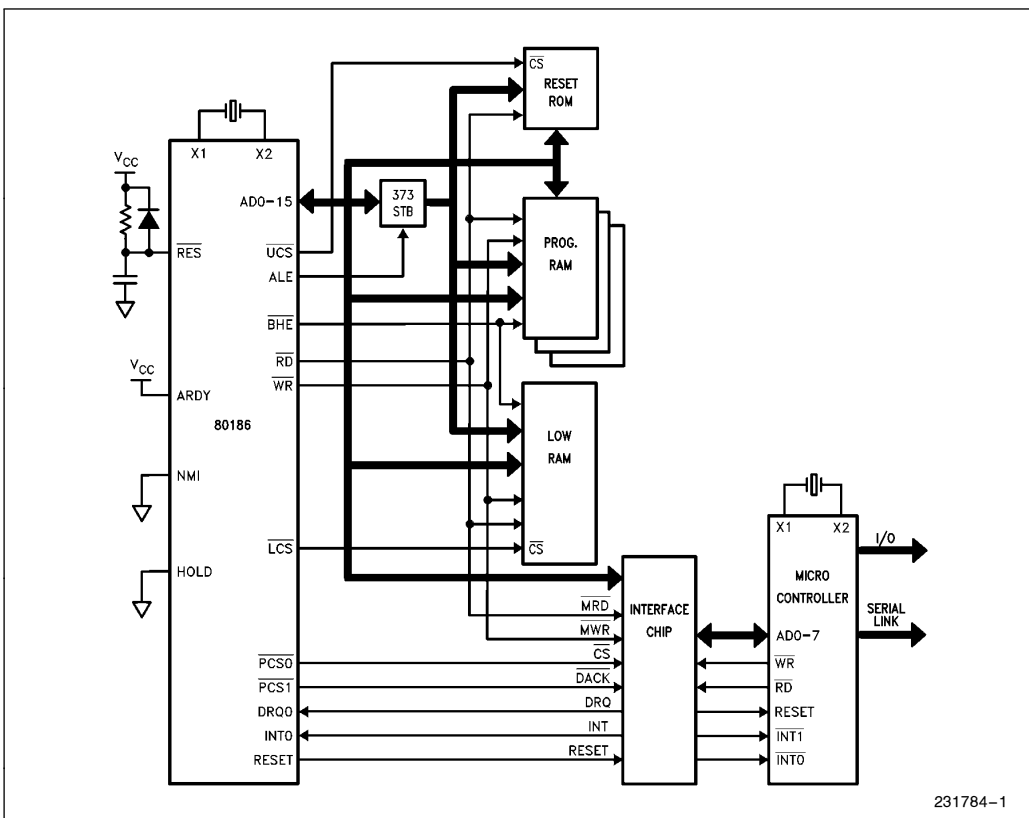 CS
RESET
ROM
X1
X2
VCC
AD0-15
373
STB
RES
UCS
ALE
PROG.
RAM
BHE
RD
WR
VCC
ARDY
80186
LOW
RAM
NMI
X1
X2
I/O
LCS
CS
HOLD
MICRO
CONTROLLER
MRD
INTERFACE
CHIP
SERIAL
LINK
MWR
AD0-7
CS
PCS0
WR
DACK
PCS1
RD
DRQ
DRQ0
RESET
INT
INT0
INT1
RESET
RESET
INT0
231784-1